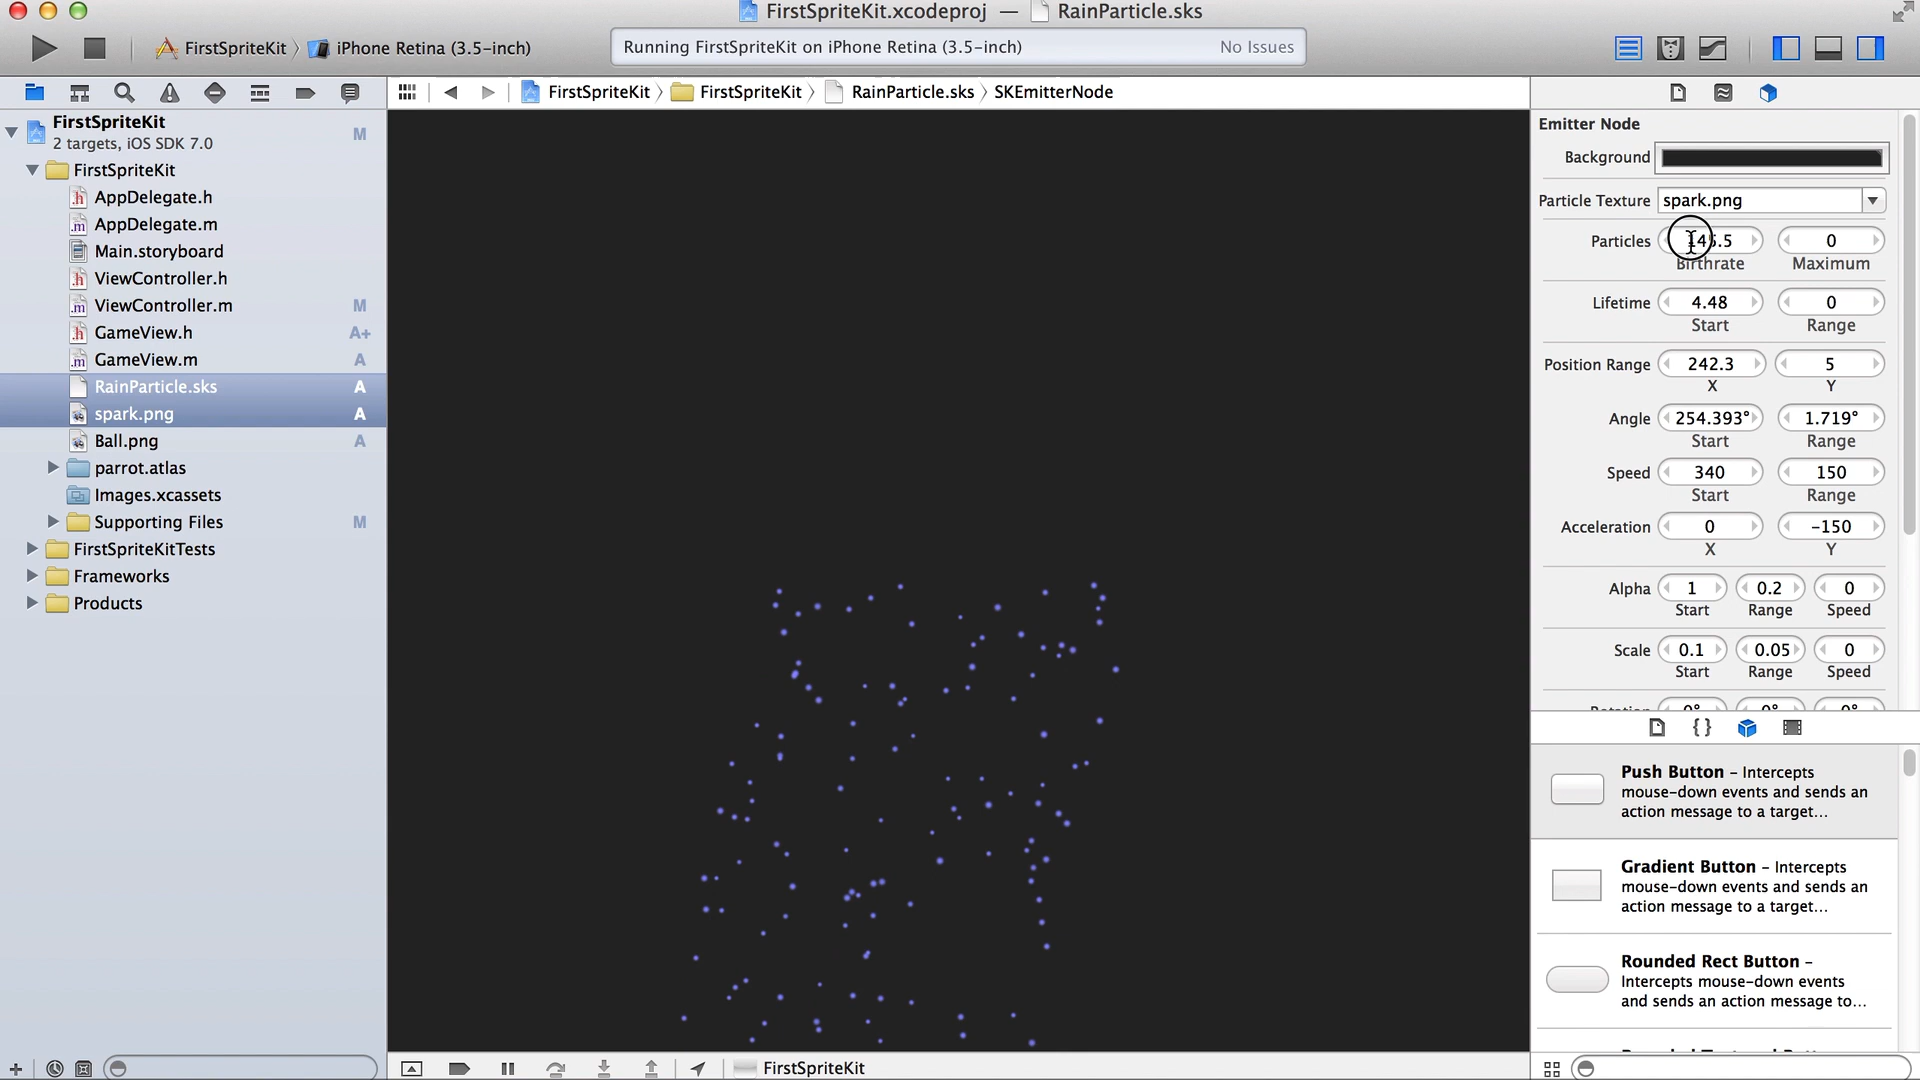 FirstSpriteKit.xcodeproj — RainParticle.sks
FirstSpriteKit iPhone Retina (3.5-inch)
Running FirstSpriteKit on iPhone Retina (3.5-inch) No Issues
FirstSpriteKit FirstSpriteKit RainParticle.sks SKEmitterNode
FirstSpriteKit M
2 targets, iOS SDK 7.0
FirstSpriteKit
AppDelegate.h
AppDelegate.m
Main.storyboard
ViewController.h
ViewController.m M
GameView.h A+
GameView.m A
RainParticle.sks A
spark.png A
Ball.png A
parrot.atlas
Images.xcassets
Supporting Files M
FirstSpriteKitTests
Frameworks
Products
Emitter Node
Background
Particle Texture spark.png
Particles 145.5 0
Birthrate Maximum
Lifetime 4.48 0
Start Range
Position Range 242.3 5
X Y
Angle 254.393° 1.719°
Start Range
Speed 340 150
Start Range
Acceleration 0 -150
X Y
Alpha 1 0.2 0
Start Range Speed
Scale 0.1 0.05 0
Start Range Speed
{ }
Push Button – Intercepts
mouse-down events and sends an
action message to a target...
Gradient Button – Intercepts
mouse-down events and sends an
action message to a target...
Rounded Rect Button –
Intercepts mouse-down events
and sends an action message to...
FirstSpriteKit